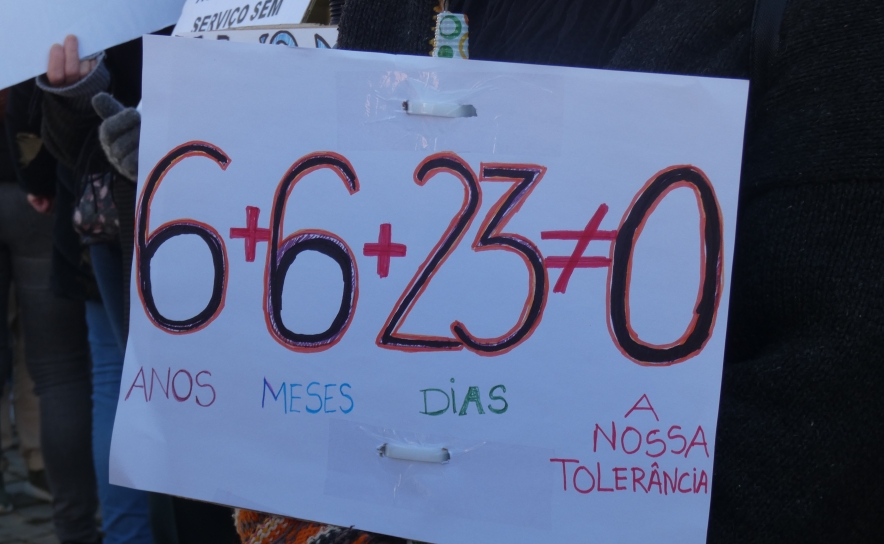 SERVIÇO SEM
6+6+23≠0
ANOS MESES DIAS
A
NOSSA
TOLERÂNCIA